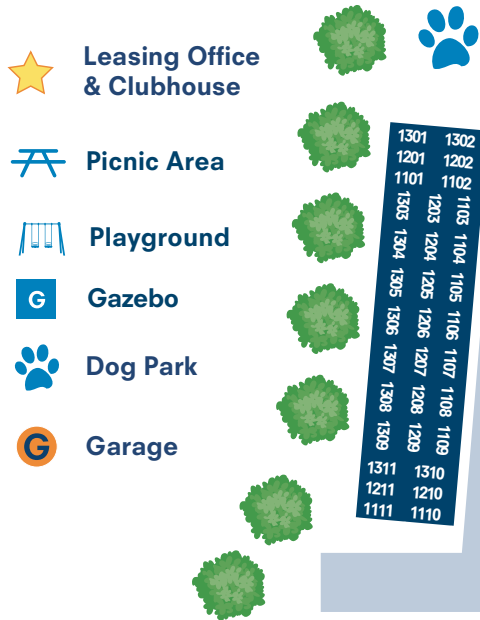 Leasing Office
& Clubhouse
Picnic Area
Playground
G
Gazebo
Dog Park
G
Garage
1301 1302
1201 1202
1101 1102
1303 1203 1103
1304 1204 1104
1305 1205 1105
1306 1206 1106
1307 1207 1107
1308 1208 1108
1309 1209 1109
1311 1310
1211 1210
1111 1110